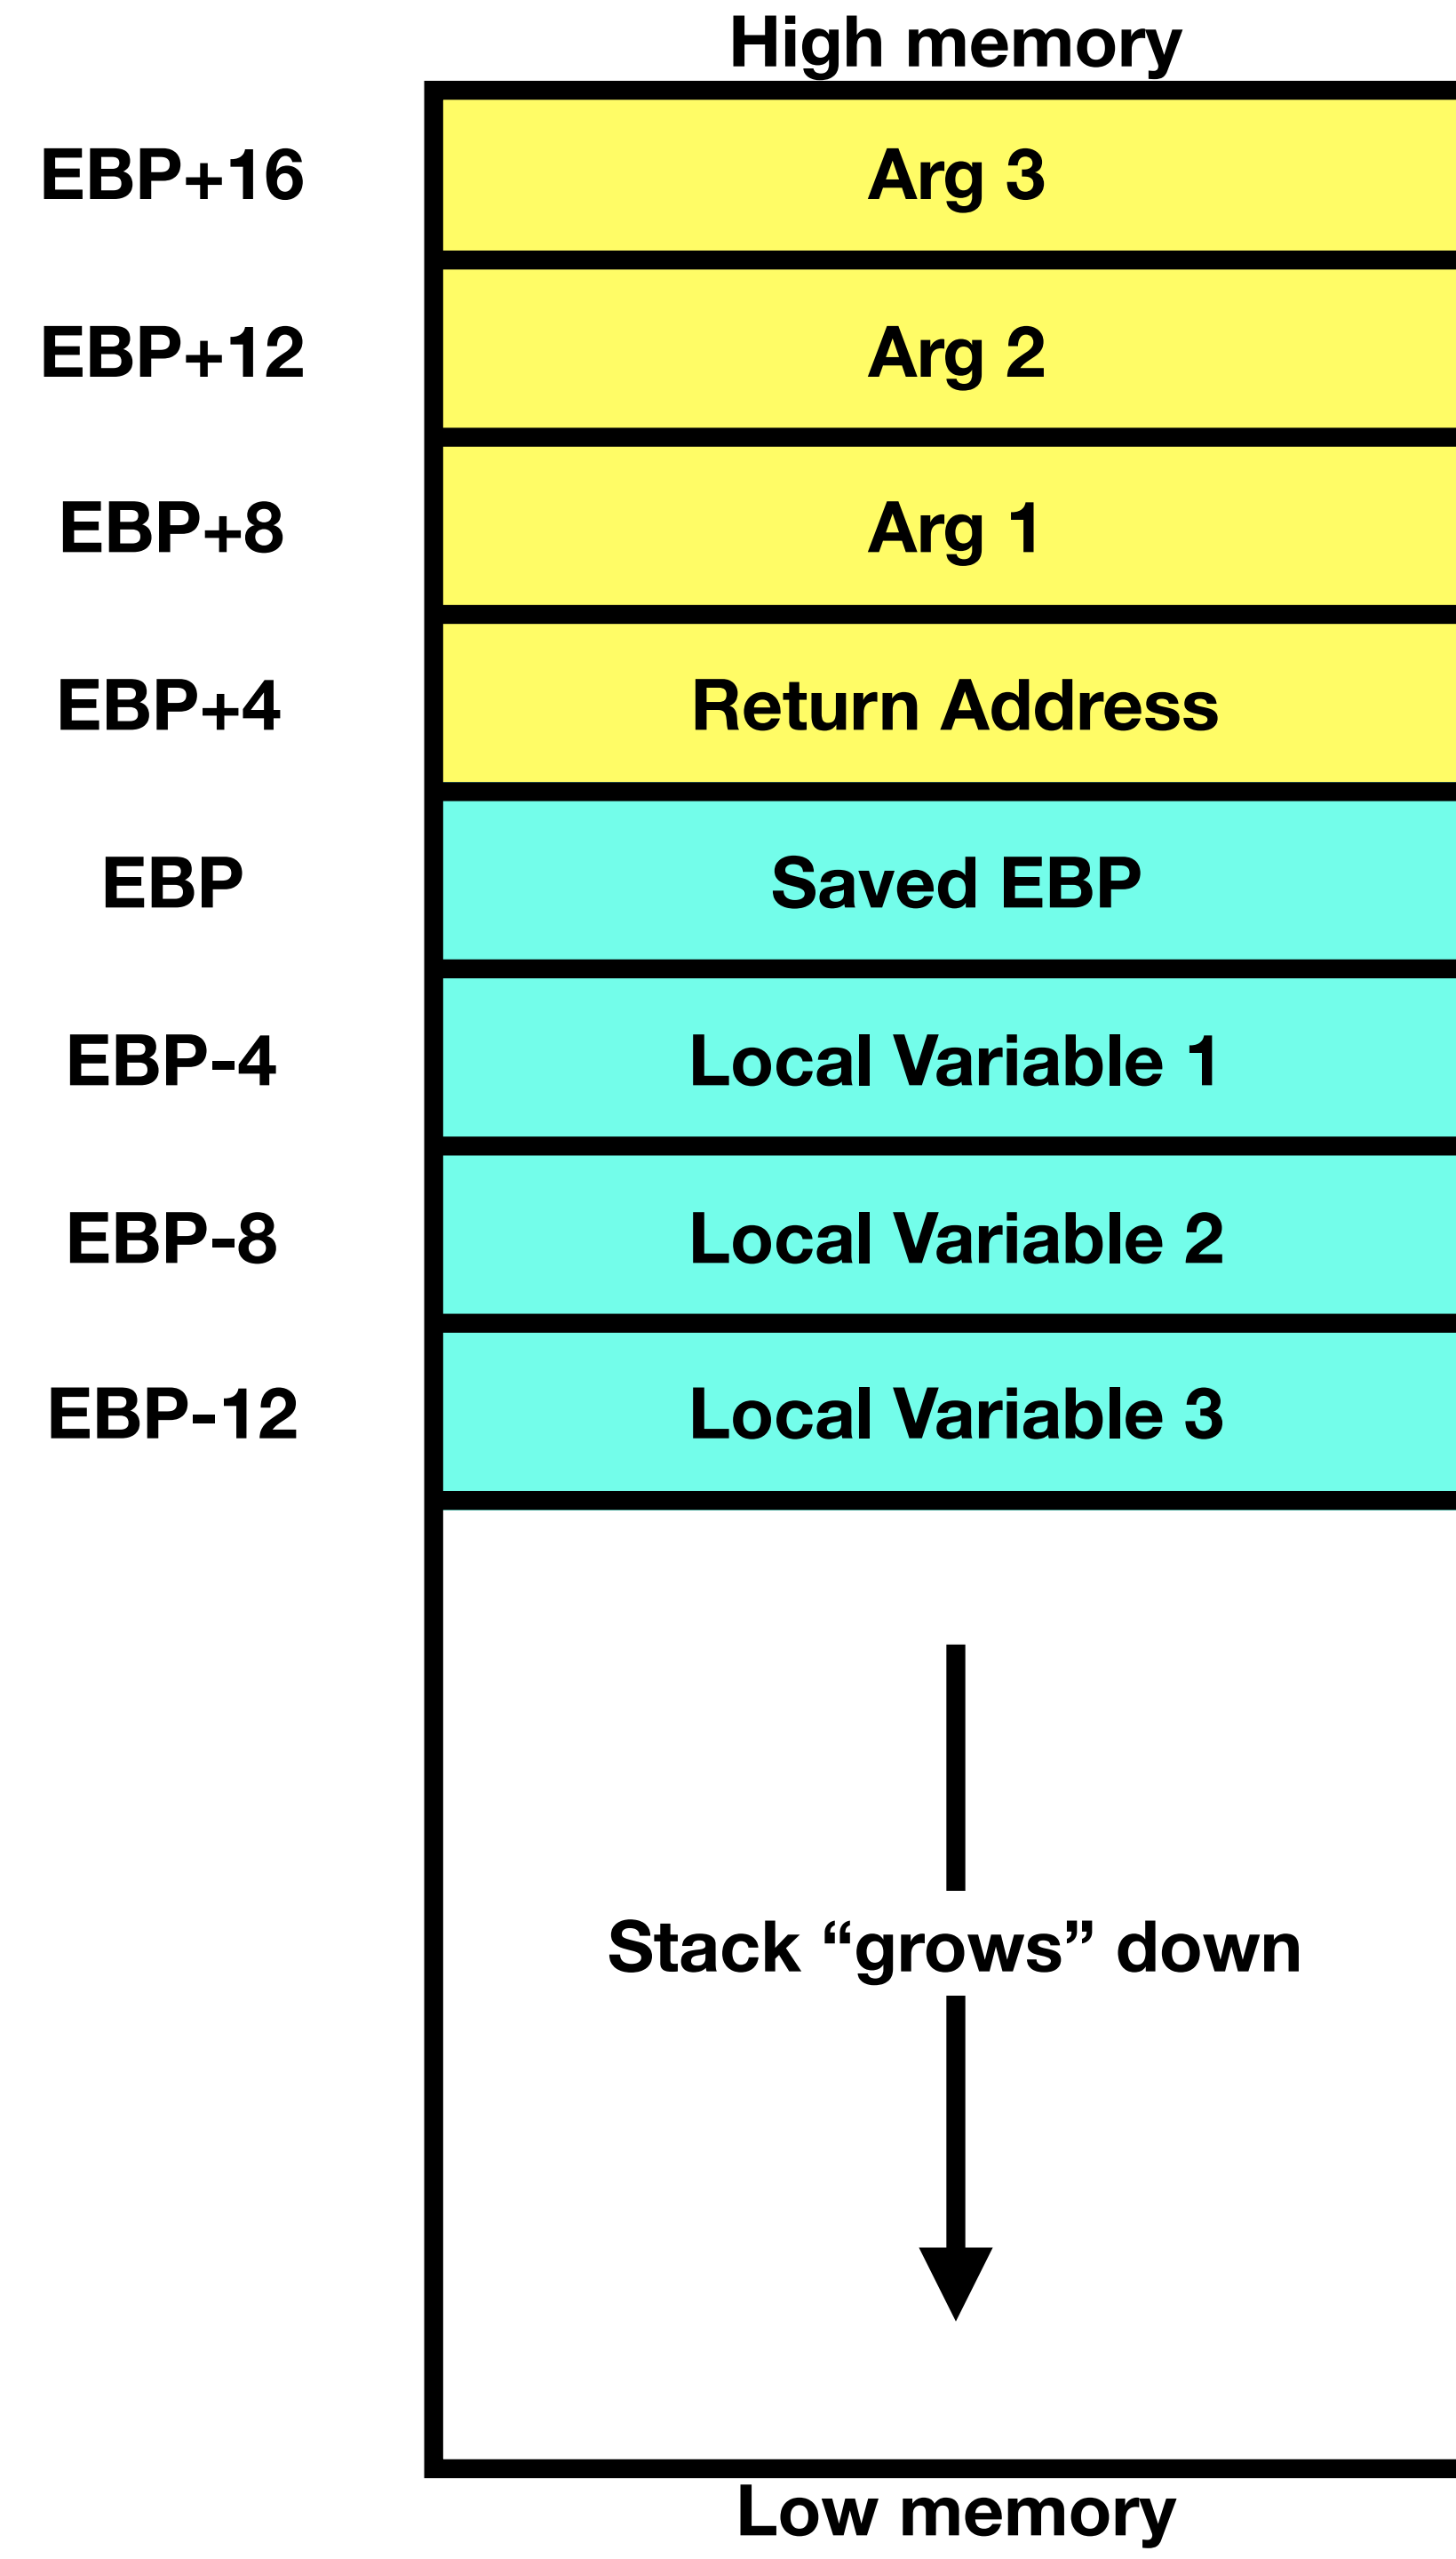 High memory
EBP+16 Arg 3
EBP+12 Arg 2
EBP+8 Arg 1
EBP+4 Return Address
EBP Saved EBP
EBP-4 Local Variable 1
EBP-8 Local Variable 2
EBP-12 Local Variable 3
Stack “grows” down
Low memory